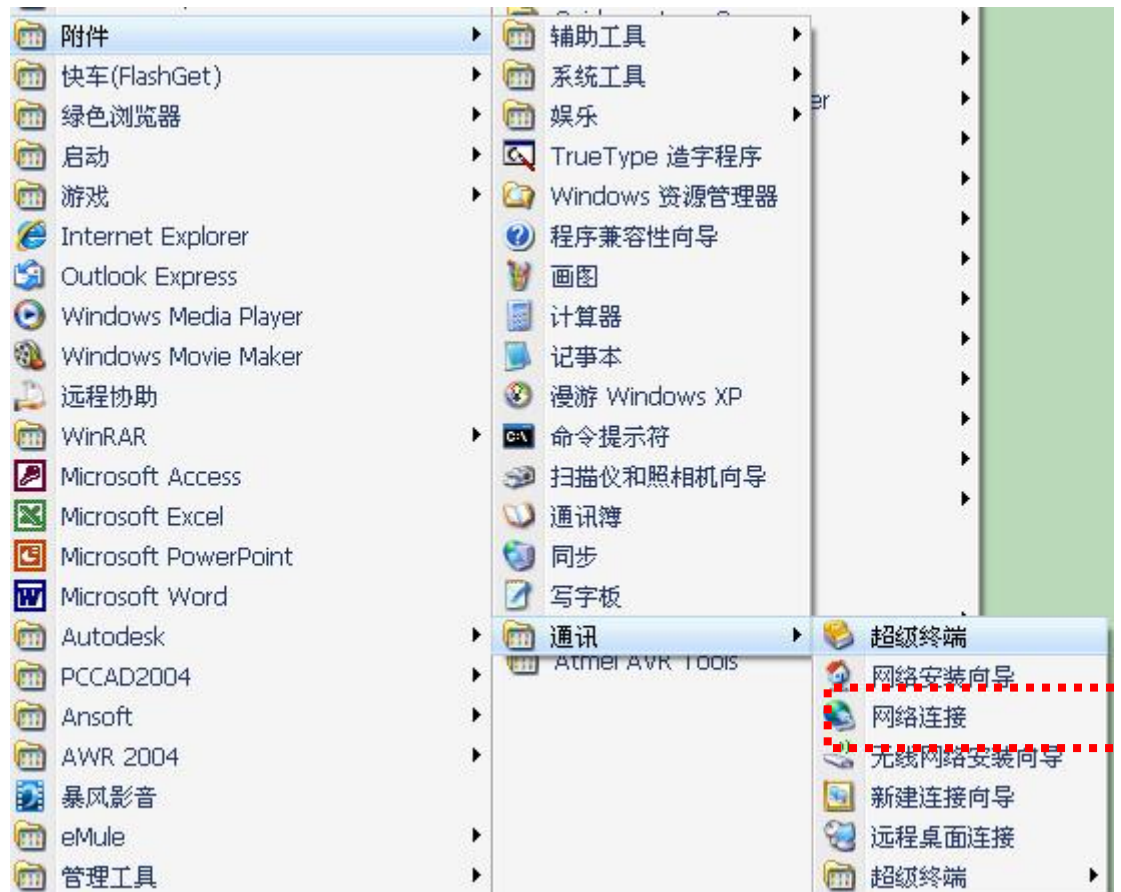 附件
快车(FlashGet)
绿色浏览器
启动
游戏
Internet Explorer
Outlook Express
Windows Media Player
Windows Movie Maker
远程协助
WinRAR
Microsoft Access
Microsoft Excel
Microsoft PowerPoint
Microsoft Word
Autodesk
PCCAD2004
Ansoft
AWR 2004
暴风影音
eMule
管理工具
辅助工具
系统工具
娱乐
TrueType 造字程序
Windows 资源管理器
程序兼容性向导
画图
计算器
记事本
漫游 Windows XP
命令提示符
扫描仪和照相机向导
通讯簿
同步
写字板
通讯
Atmel AVR Tools
er
超级终端
网络安装向导
网络连接
无线网络安装向导
新建连接向导
远程桌面连接
超级终端